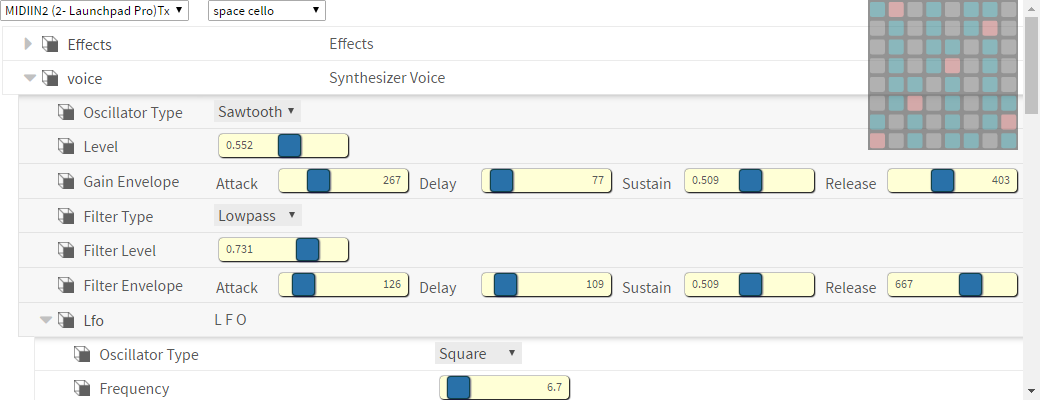 MIDIIN2 (2- Launchpad Pro)Tx space cello
Effects Effects
voice Synthesizer Voice
Oscillator Type Sawtooth
Level 0.552
Gain Envelope Attack 267 Delay 77 Sustain 0.509 Release 403
Filter Type Lowpass
Filter Level 0.731
Filter Envelope Attack 126 Delay 109 Sustain 0.509 Release 667
Lfo L F O
Oscillator Type Square
Frequency 6.7